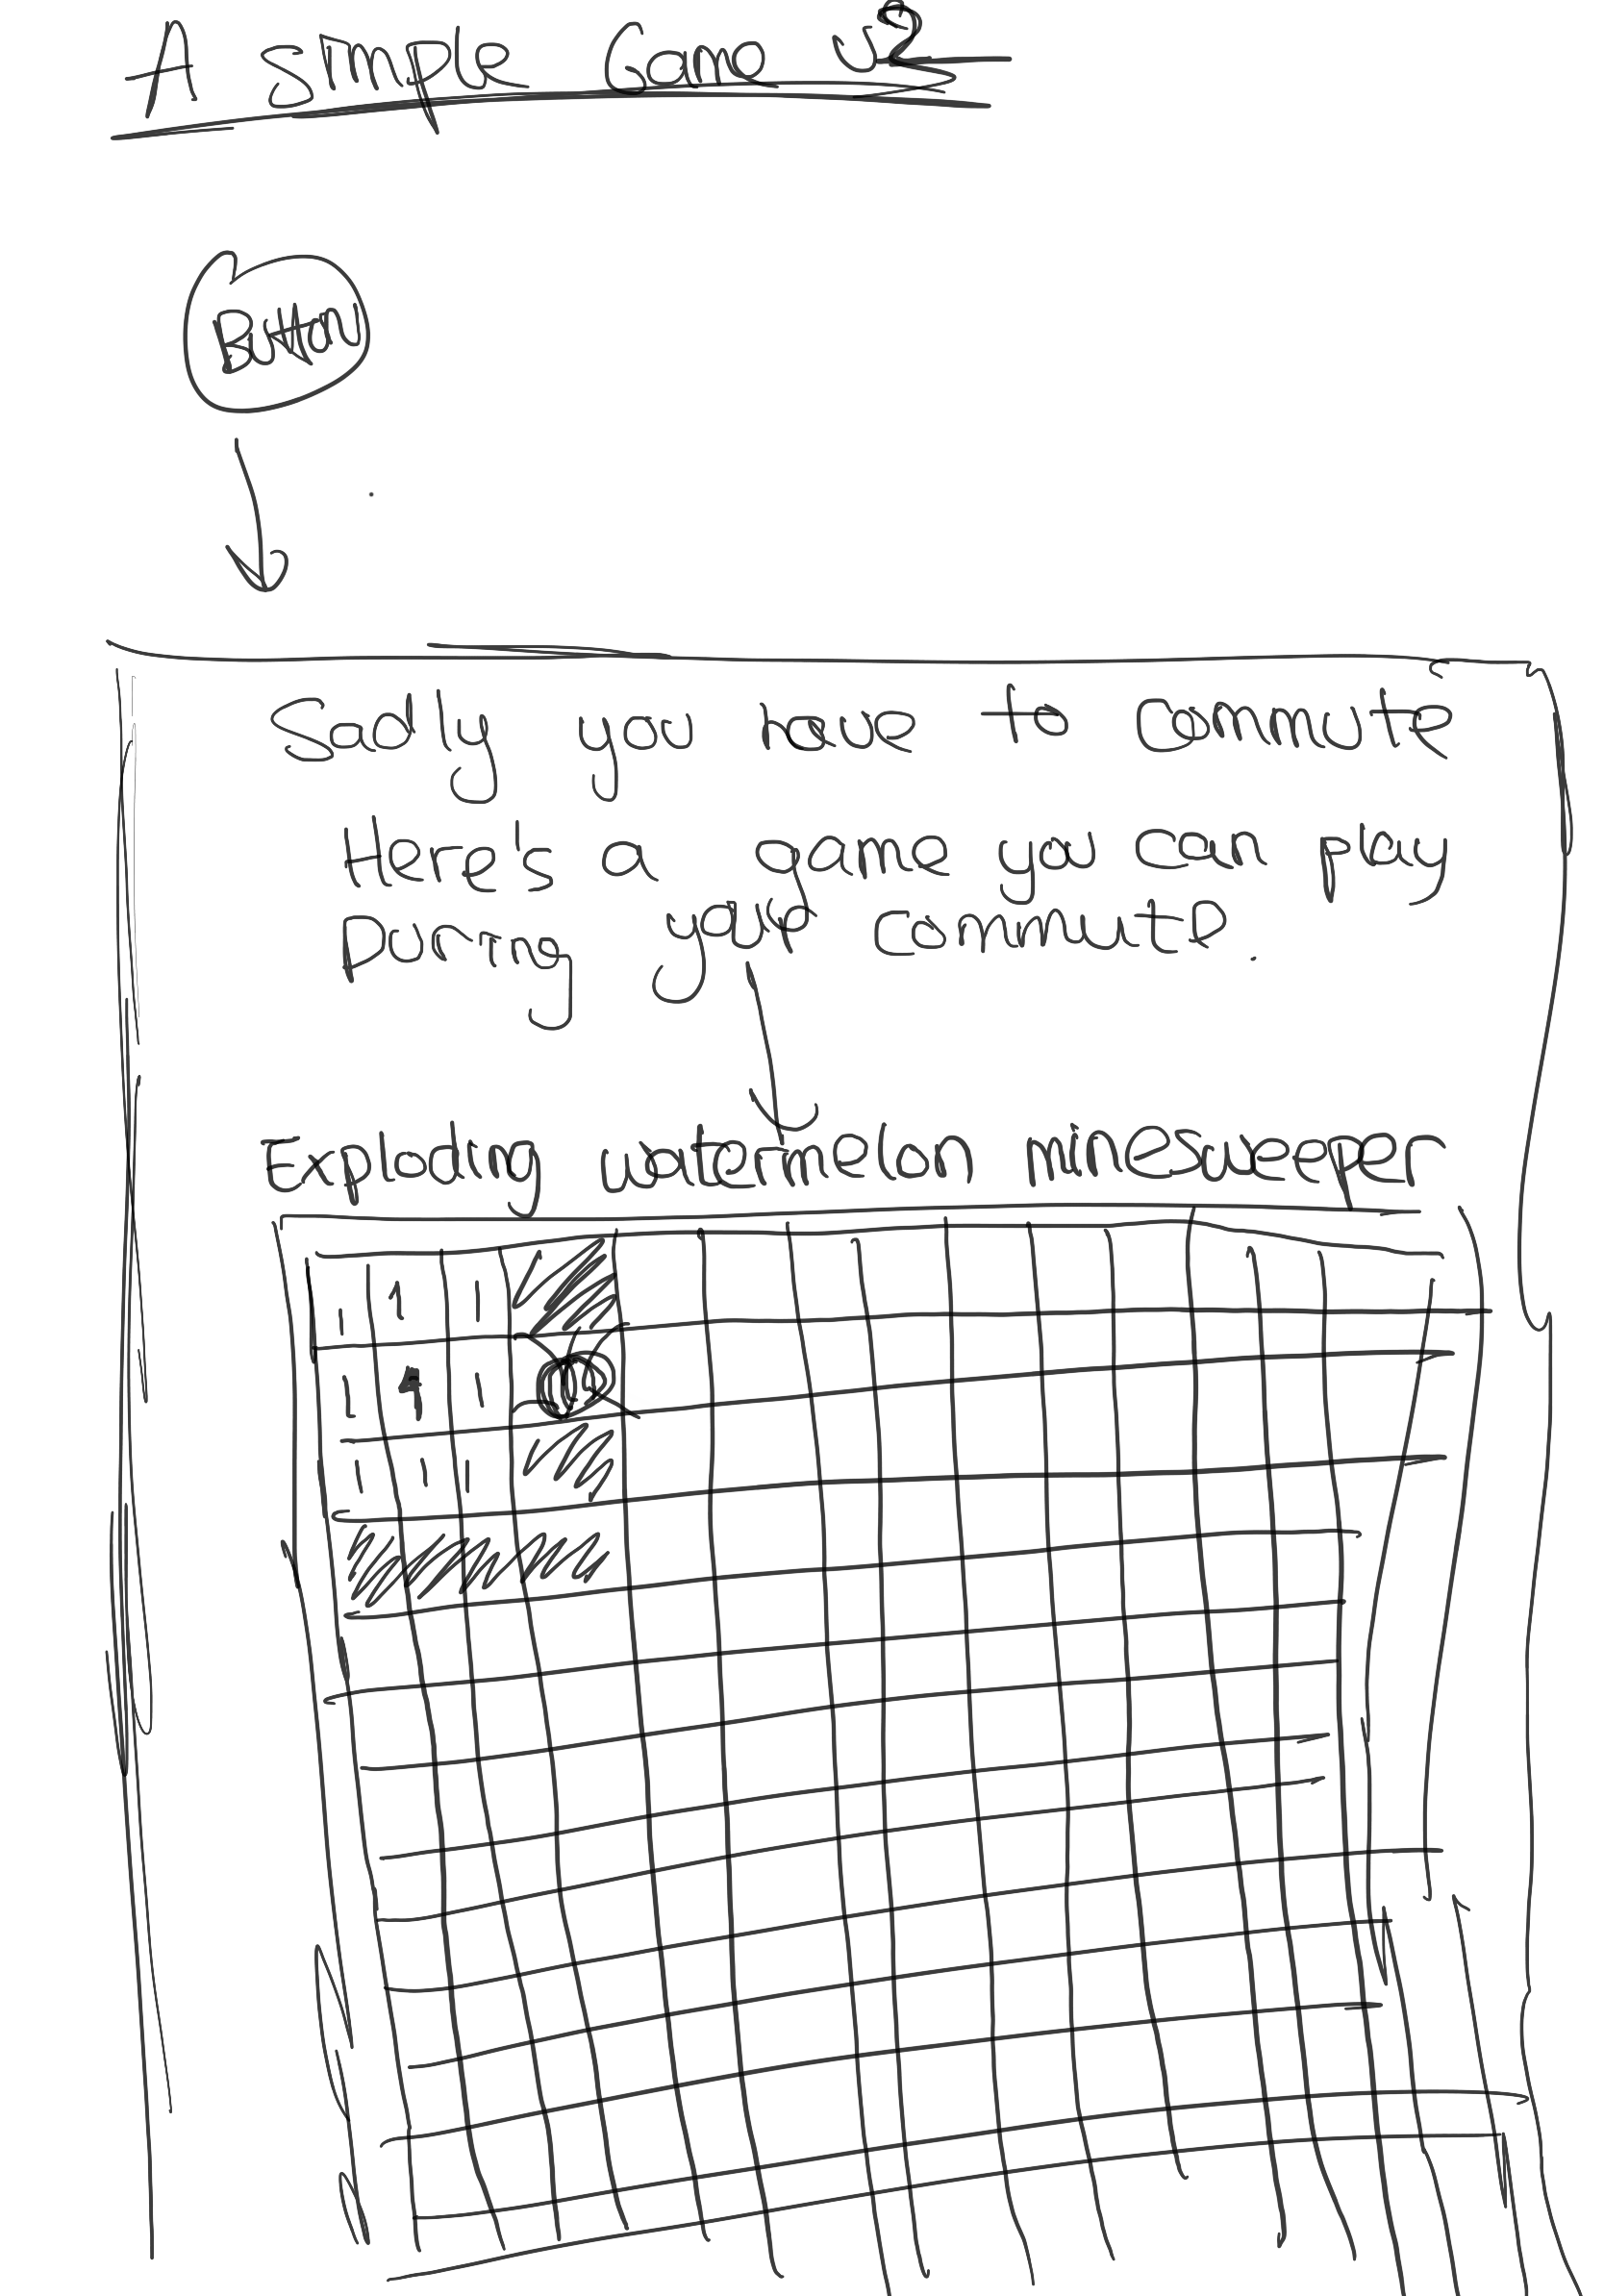 A simple Game v2
Button
Sadly you have to commute
Here's a game you can play
During your commute.
Exploding watermelon minesweeper
1 1 1
1 1 1
1 1 1